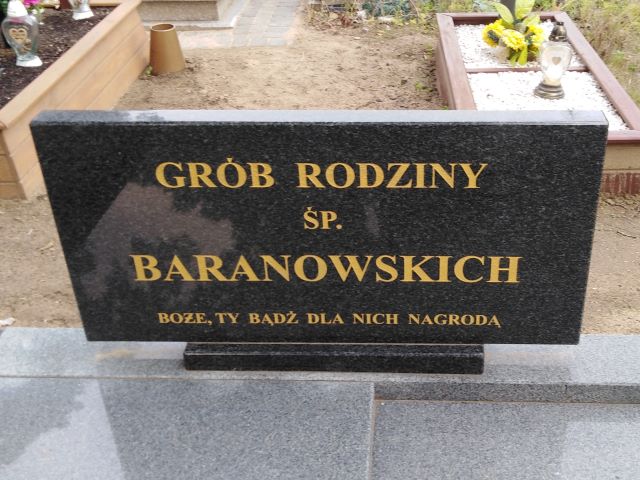 GRÓB RODZINY
ŚP.
BARANOWSKICH
BOŻE, TY BĄDŹ DLA NICH NAGRODĄ